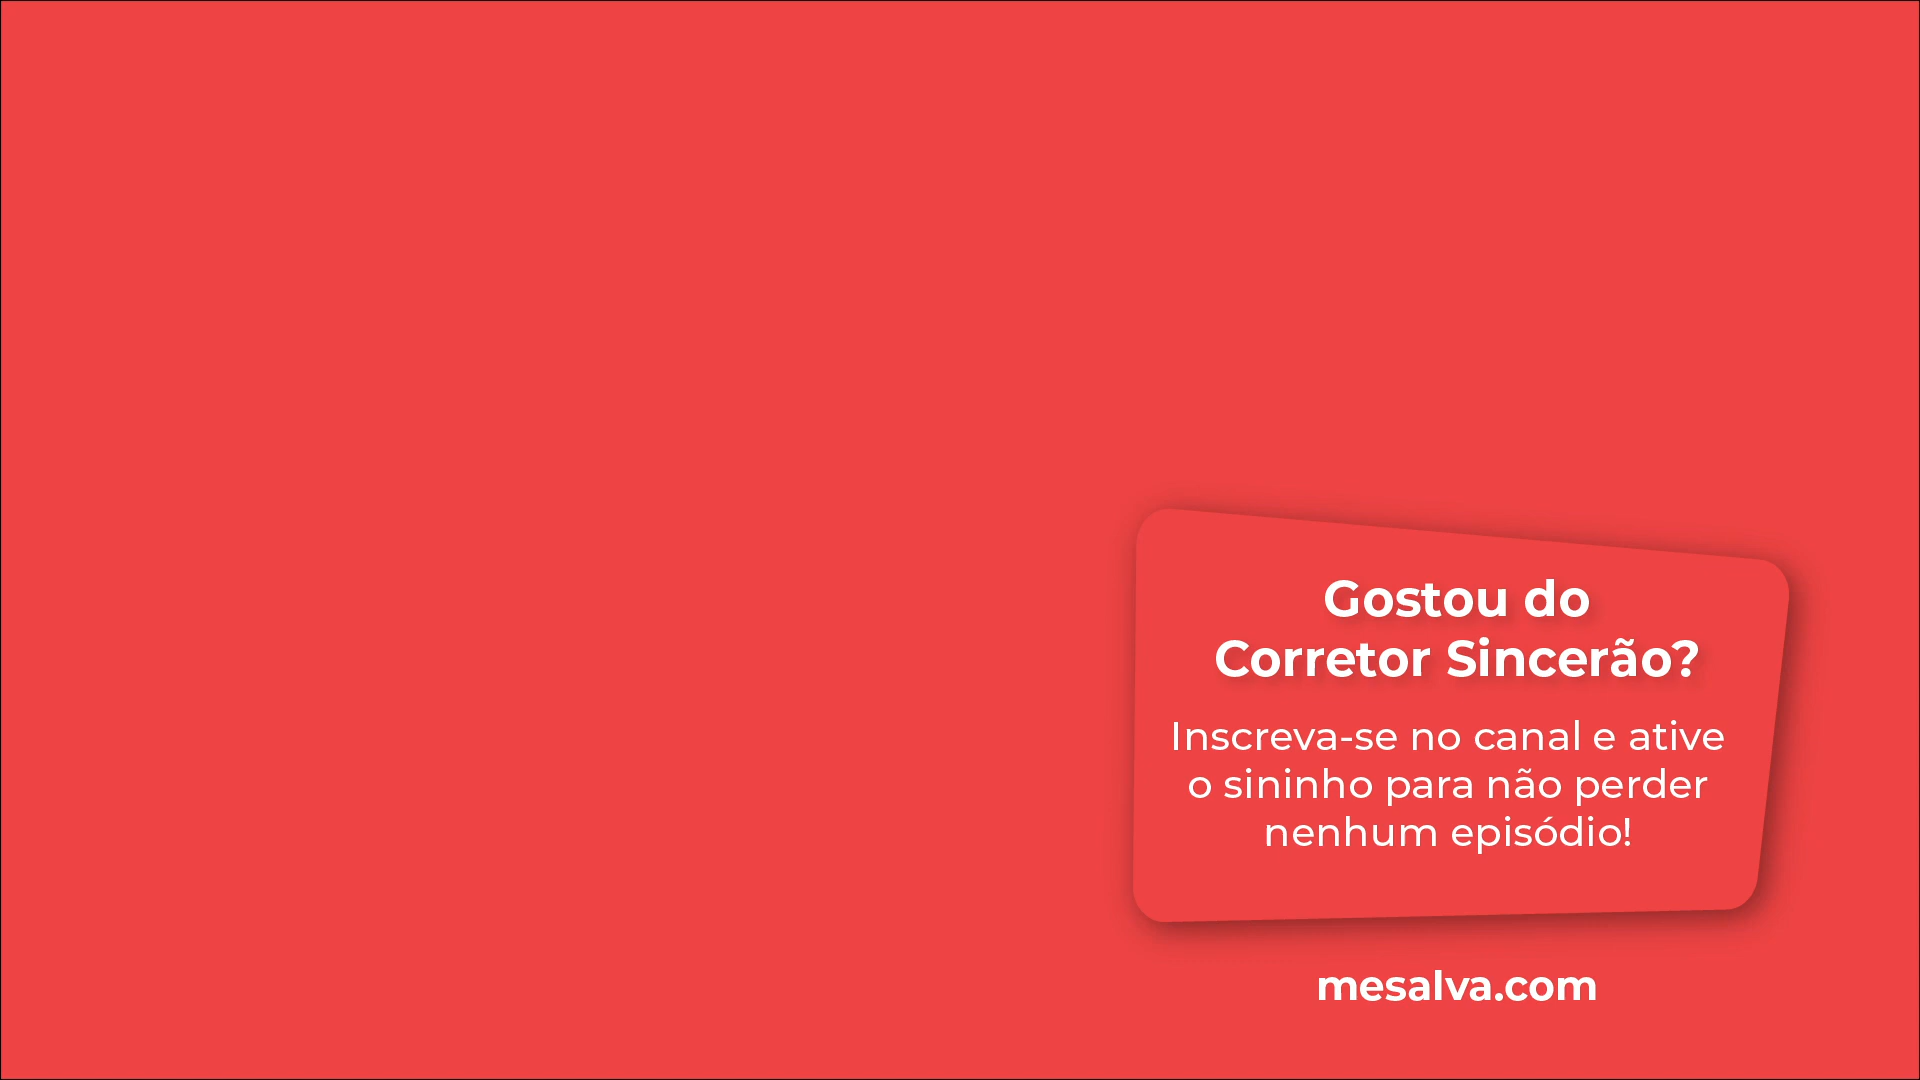 Gostou do
Corretor Sincerão?
Inscreva-se no canal e ative
o sininho para não perder
nenhum episódio!
mesalva.com